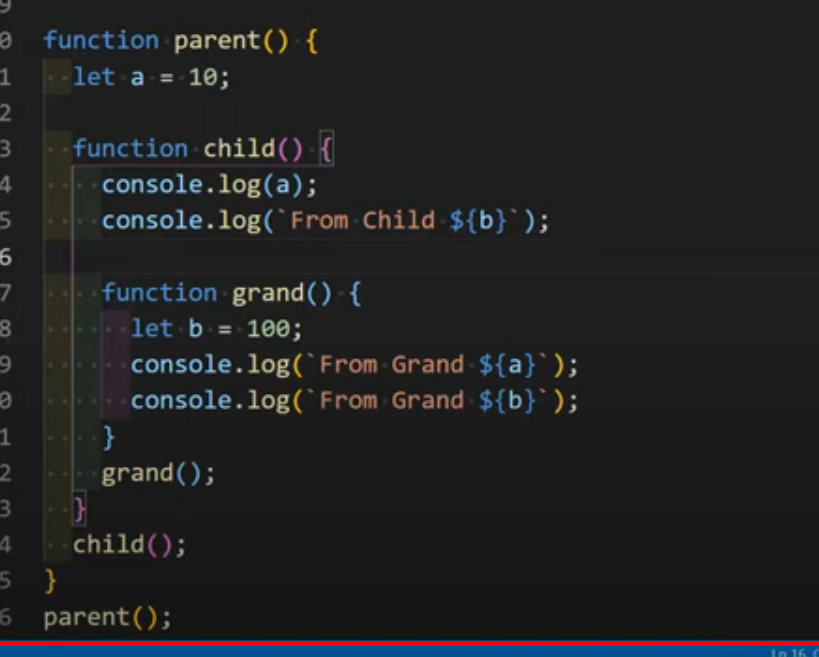 9
0 function parent() {
1 let a = 10;
2
3 function child() {
4 console.log(a);
5 console.log(`From Child ${b}`);
6
7 function grand() {
8 let b = 100;
9 console.log(`From Grand ${a}`);
0 console.log(`From Grand ${b}`);
1 }
2 grand();
3 }
4 child();
5 }
6 parent();
Ln 16,